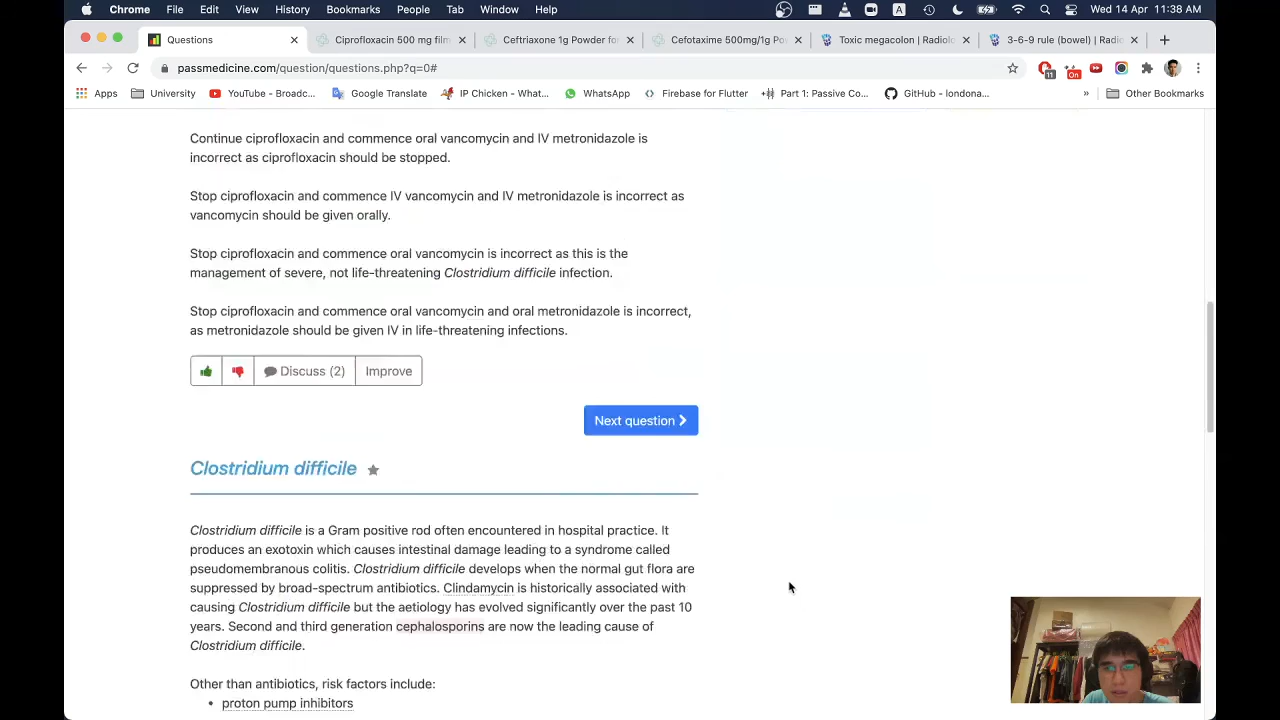 Chrome File Edit View History Bookmarks People Tab Window Help A Wed 14 Apr 11:38 AM
Questions Ciprofloxacin 500 mg film Ceftriaxone 1g Powder for Cefotaxime 500mg/1g Po Toxic megacolon | Radiol 3-6-9 rule (bowel) | Radio
passmedicine.com/question/questions.php?q=0# 11 On
Apps University YouTube - Broadc... Google Translate IP Chicken - What... WhatsApp Firebase for Flutter Part 1: Passive Co... GitHub - londona... » Other Bookmarks
Continue ciprofloxacin and commence oral vancomycin and IV metronidazole is
incorrect as ciprofloxacin should be stopped.
Stop ciprofloxacin and commence IV vancomycin and IV metronidazole is incorrect as
vancomycin should be given orally.
Stop ciprofloxacin and commence oral vancomycin is incorrect as this is the
management of severe, not life-threatening Clostridium difficile infection.
Stop ciprofloxacin and commence oral vancomycin and oral metronidazole is incorrect,
as metronidazole should be given IV in life-threatening infections.
Discuss (2) Improve
Next question
Clostridium difficile
Clostridium difficile is a Gram positive rod often encountered in hospital practice. It
produces an exotoxin which causes intestinal damage leading to a syndrome called
pseudomembranous colitis. Clostridium difficile develops when the normal gut flora are
suppressed by broad-spectrum antibiotics. Clindamycin is historically associated with
causing Clostridium difficile but the aetiology has evolved significantly over the past 10
years. Second and third generation cephalosporins are now the leading cause of
Clostridium difficile.
Other than antibiotics, risk factors include:
• proton pump inhibitors